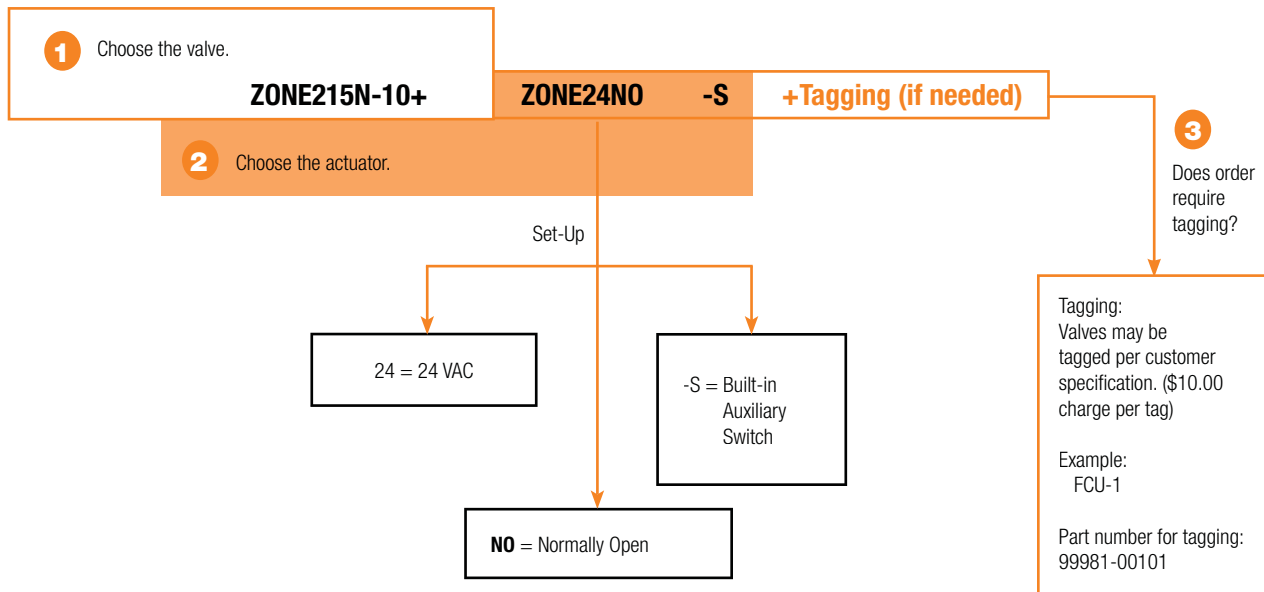 1 Choose the valve.
ZONE215N-10+ ZONE24NO -S +Tagging (if needed)
2 Choose the actuator.
3
Does order
require
tagging?
Set-Up
24 = 24 VAC
-S = Built-in
Auxiliary
Switch
NO = Normally Open
Tagging:
Valves may be
tagged per customer
specification. ($10.00
charge per tag)
Example:
FCU-1
Part number for tagging:
99981-00101